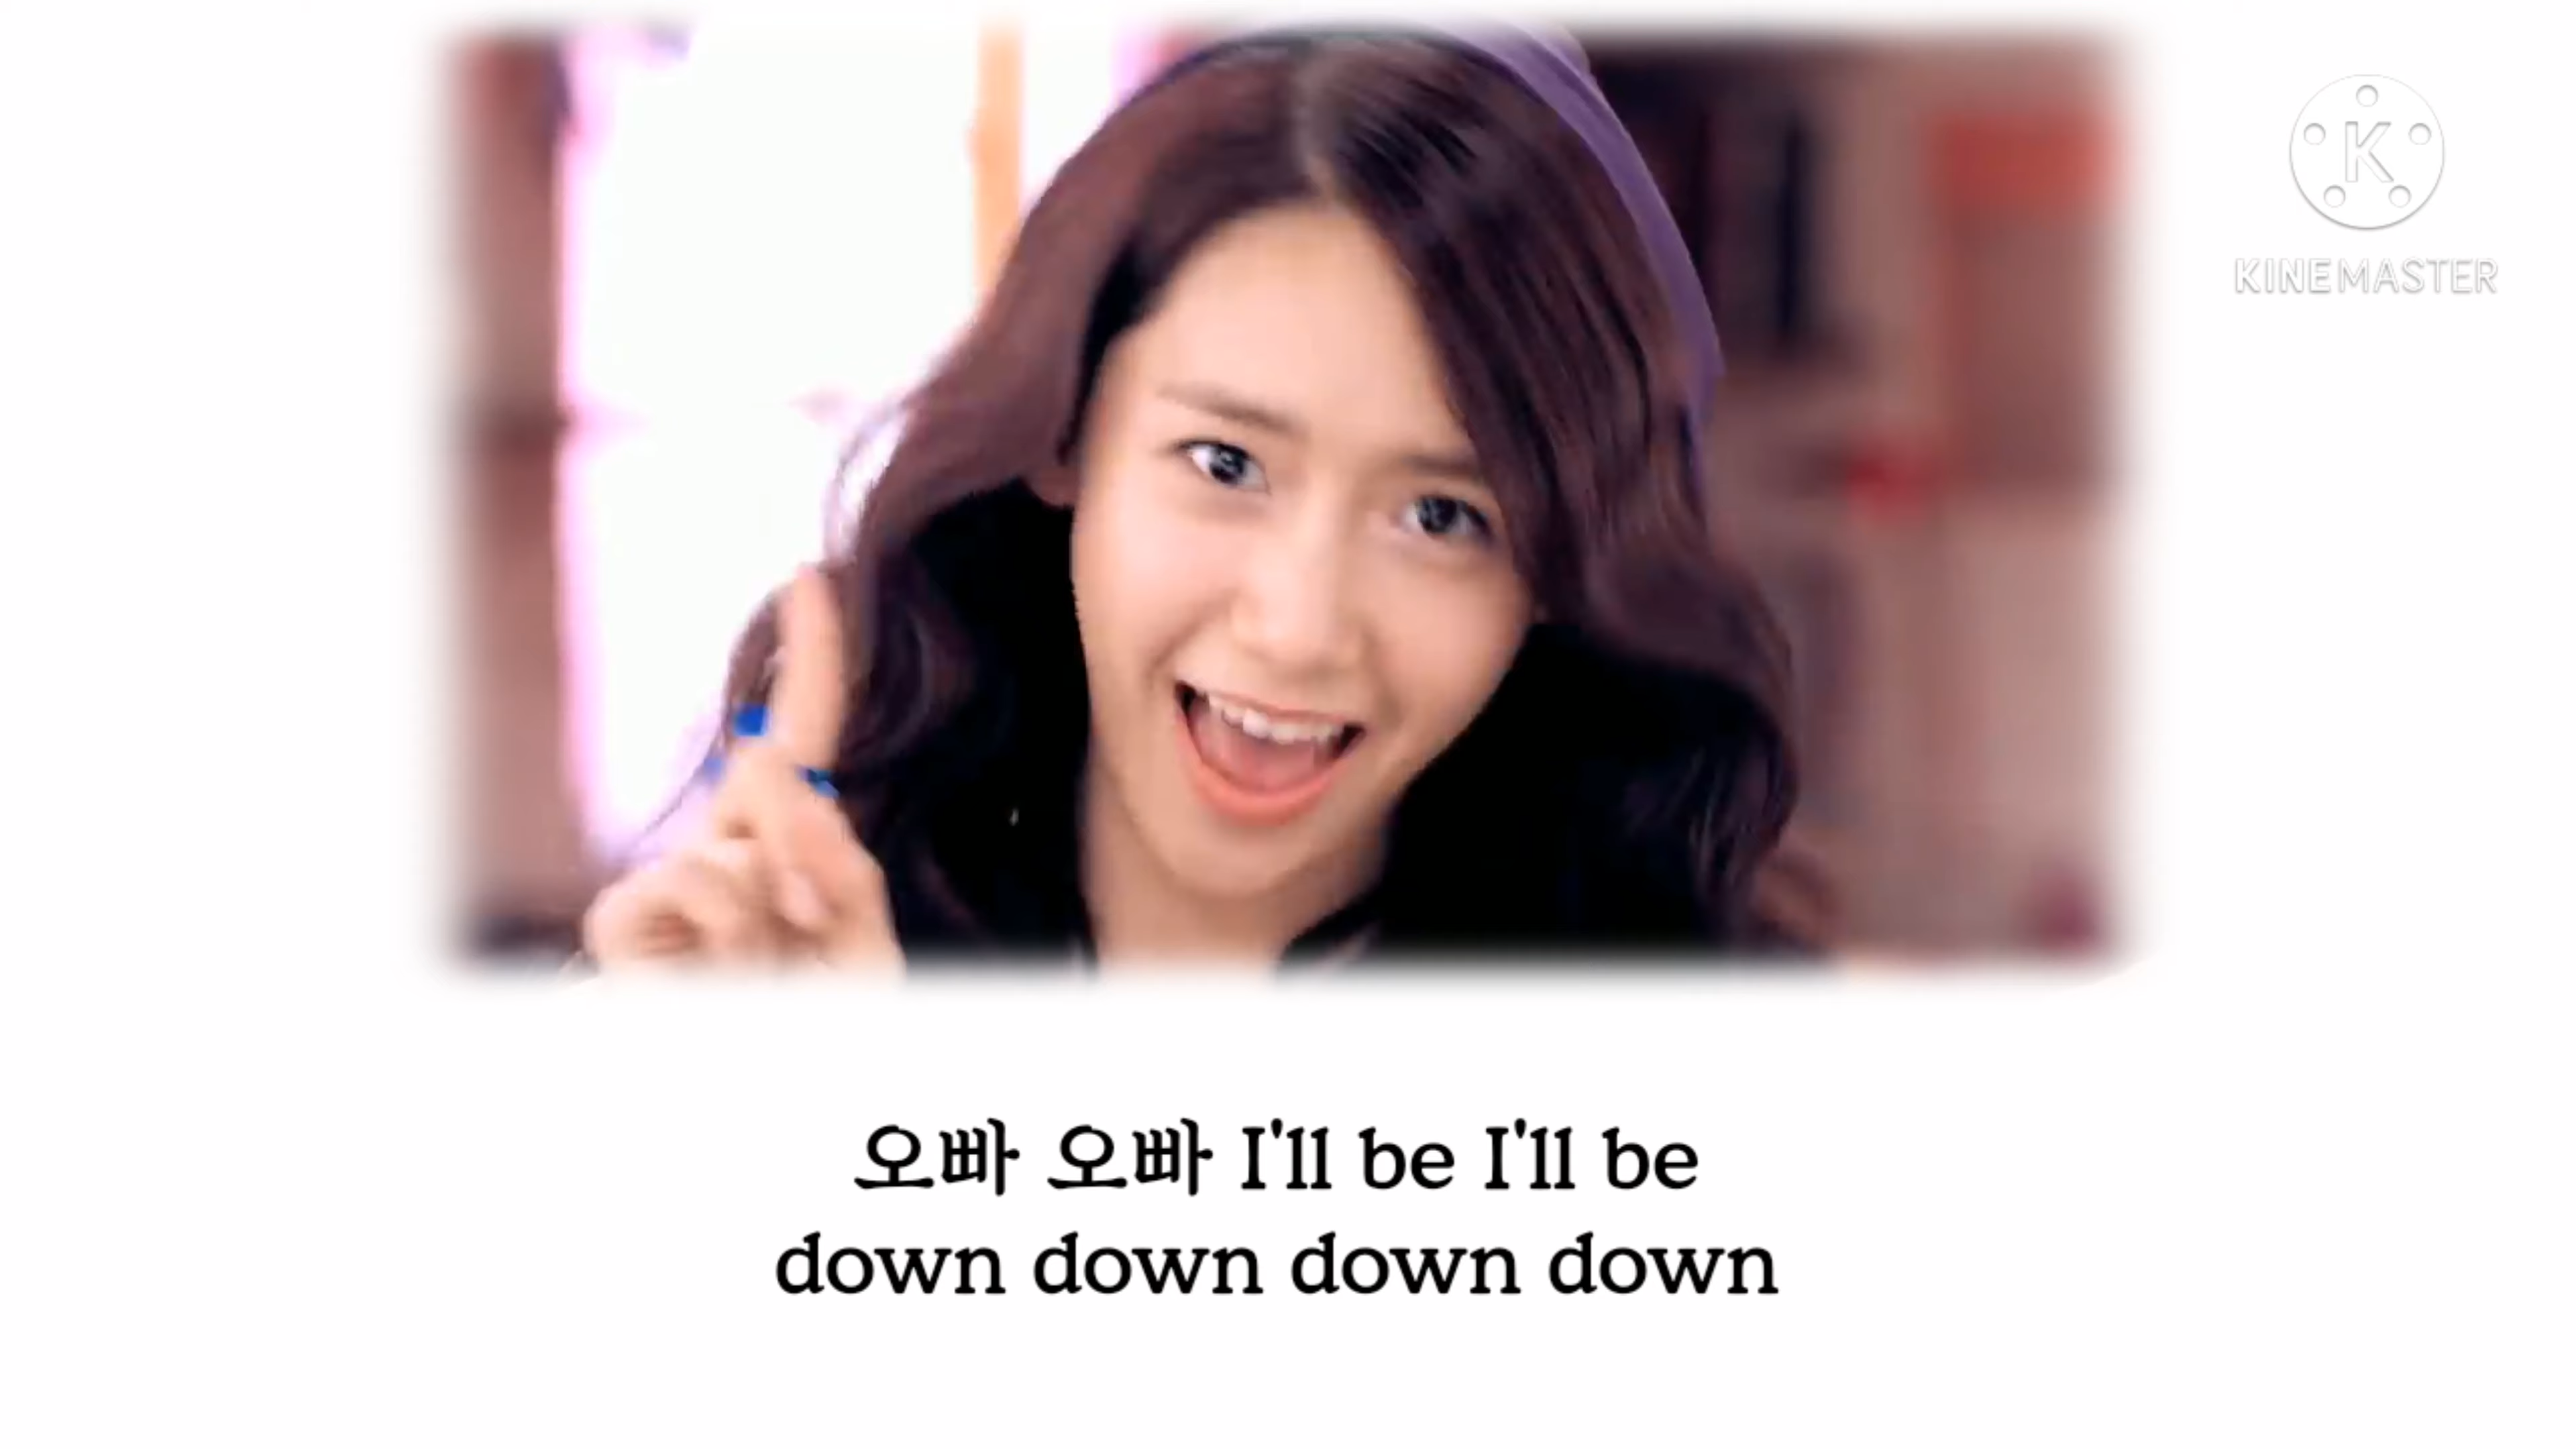 K
KINEMASTER
오빠 오빠 I'll be I'll be
down down down down